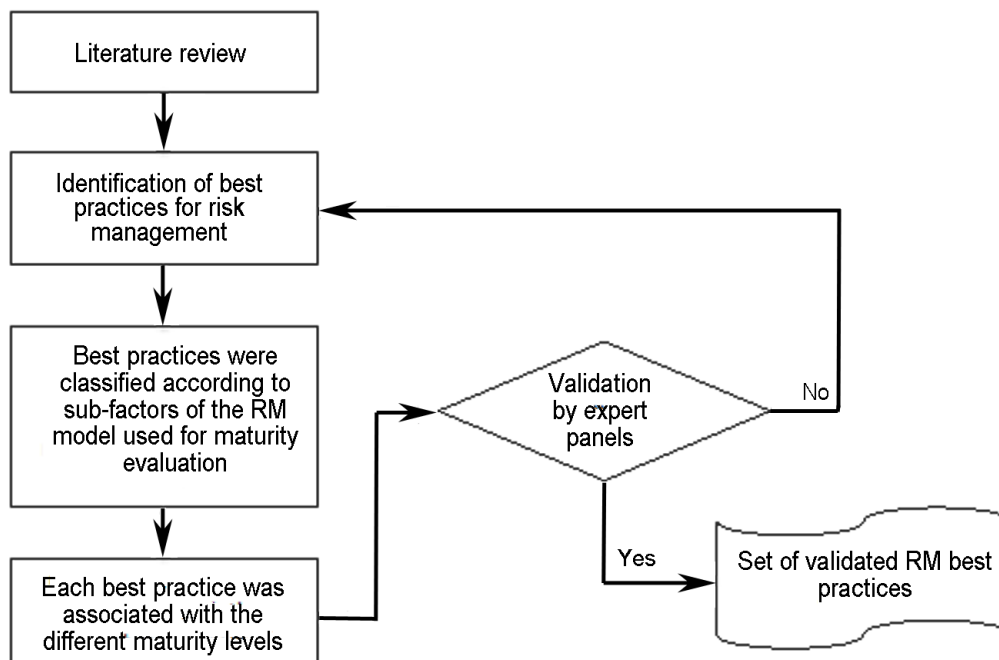 Literature review
Identification of best
practices for risk
management
Best practices were
classified according to
sub-factors of the RM
model used for maturity
evaluation
Each best practice was
associated with the
different maturity levels
Validation
by expert
panels
No
Yes
Set of validated RM best
practices